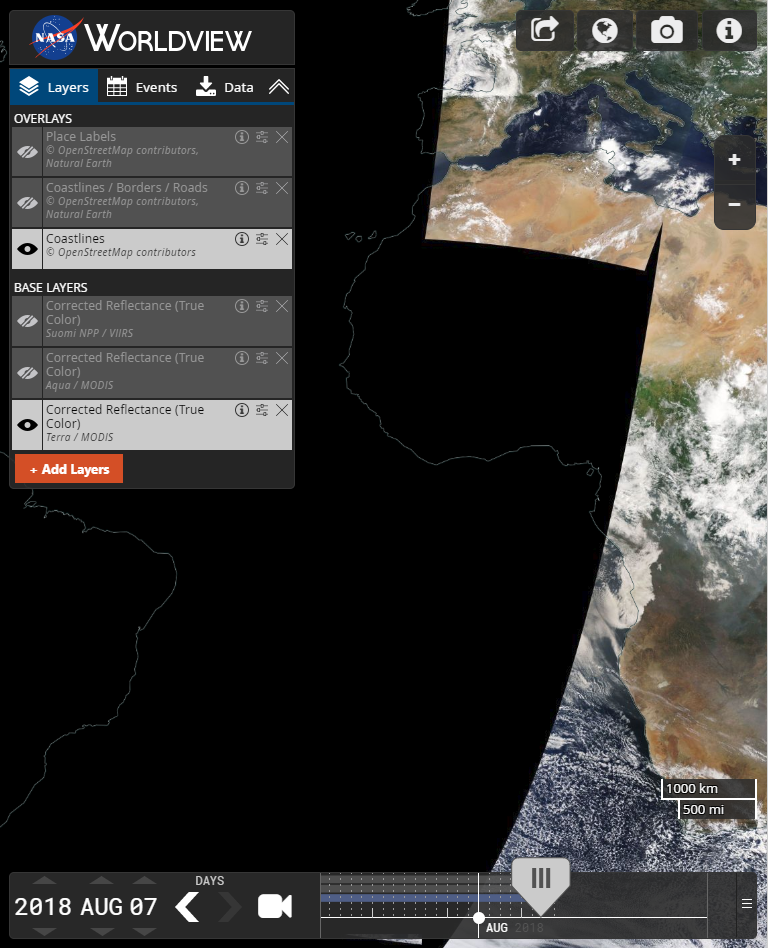 NASA WORLDVIEW
Layers Events Data
OVERLAYS
Place Labels
© OpenStreetMap contributors,
Natural Earth
Coastlines / Borders / Roads
© OpenStreetMap contributors,
Natural Earth
Coastlines
© OpenStreetMap contributors
BASE LAYERS
Corrected Reflectance (True
Color)
Suomi NPP / VIIRS
Corrected Reflectance (True
Color)
Aqua / MODIS
Corrected Reflectance (True
Color)
Terra / MODIS
+ Add Layers
1000 km
500 mi
DAYS
2018 AUG 07
AUG 2018